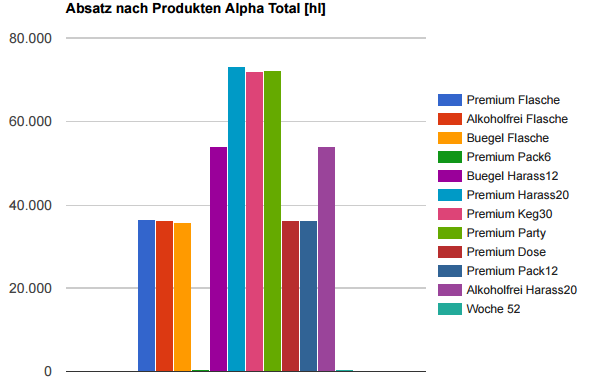 Absatz nach Produkten Alpha Total [hl]
80.000
60.000
40.000
20.000
0
Premium Flasche
Alkoholfrei Flasche
Buegel Flasche
Premium Pack6
Buegel Harass12
Premium Harass20
Premium Keg30
Premium Party
Premium Dose
Premium Pack12
Alkoholfrei Harass20
Woche 52